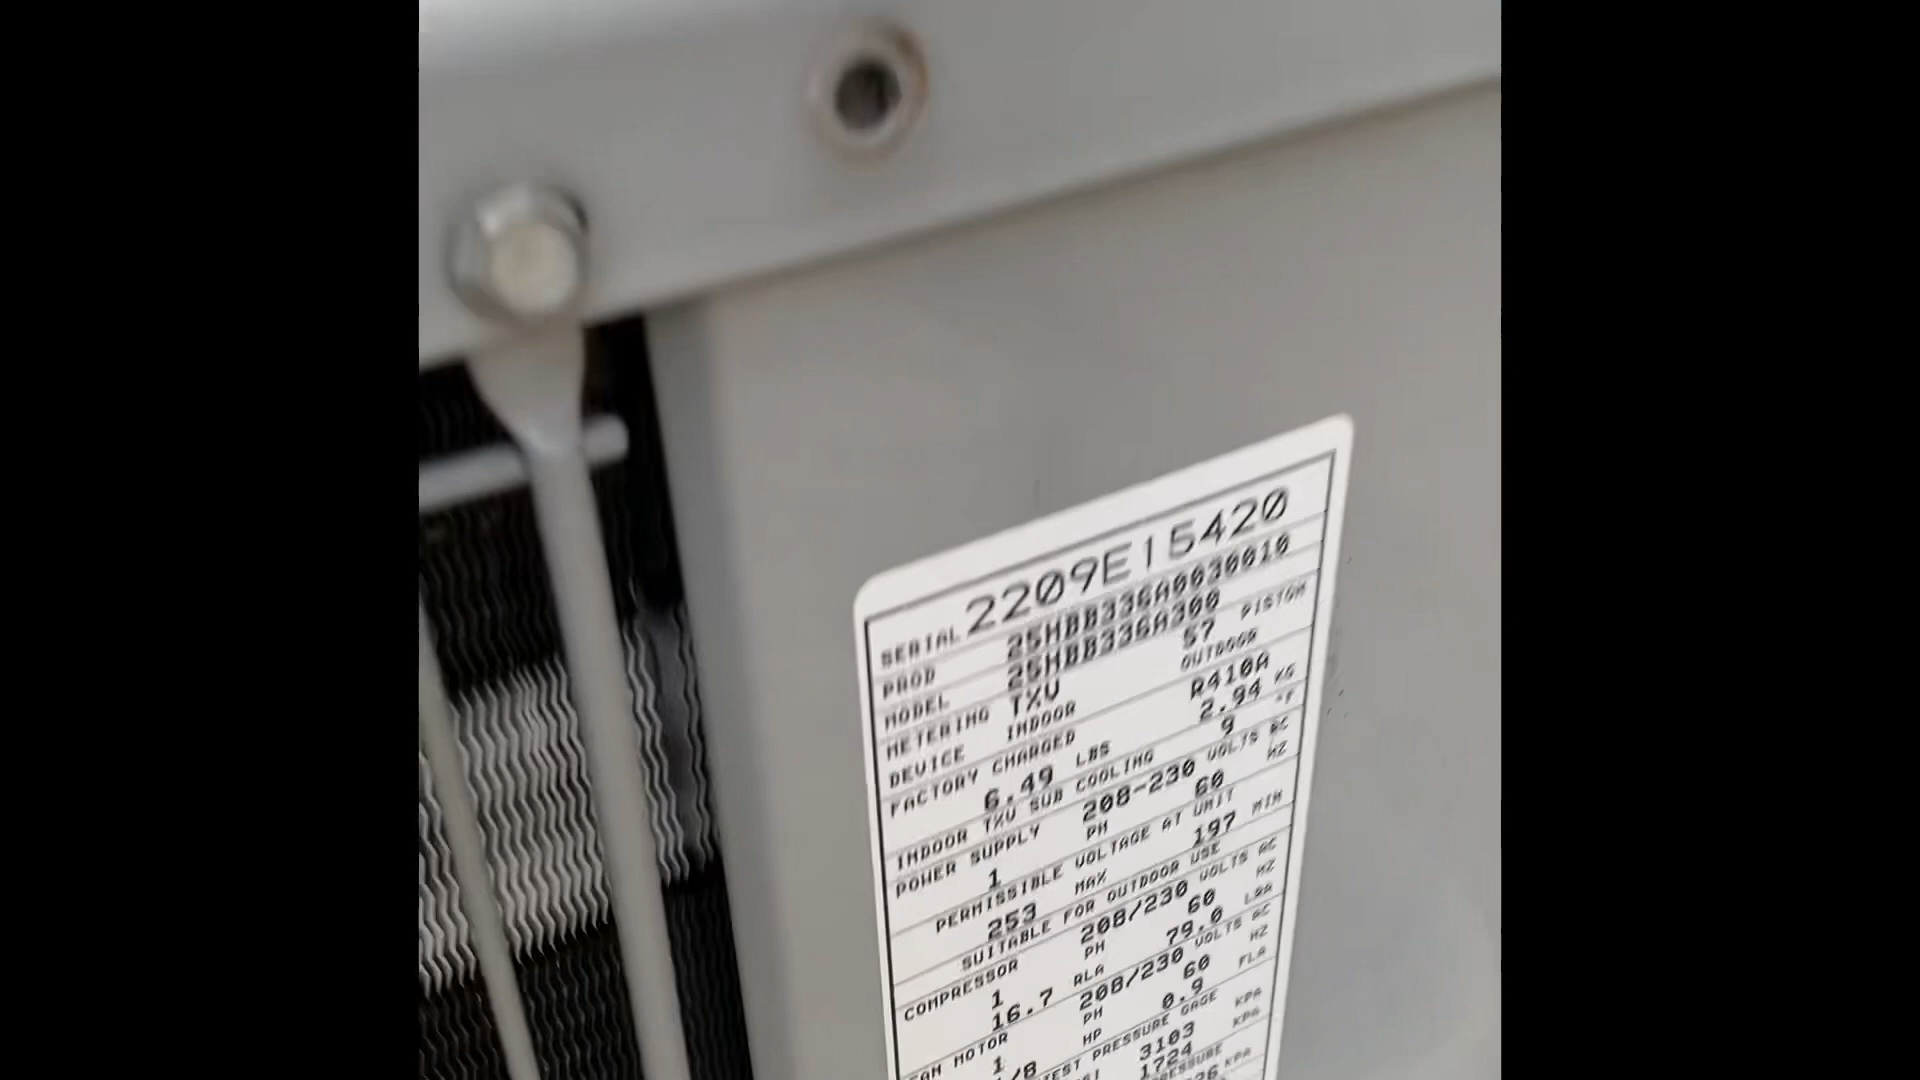 SERIAL 2209E15420
PROD 25HBB336A0030010
MODEL 25HBB336A300
METERING TXV 57 PISTON
DEVICE INDOOR OUTDOOR
FACTORY CHARGED R410A
6.49 LBS 2.94 KG
INDOOR TXV SUB COOLING 9 °F
POWER SUPPLY 208-230 VOLTS AC
1 PH 60 HZ
PERMISSIBLE VOLTAGE AT UNIT
253 MAX 197 MIN
SUITABLE FOR OUTDOOR USE
COMPRESSOR 208/230 VOLTS AC
1 PH 60 HZ
16.7 RLA 79.0 LRA
FAN MOTOR 208/230 VOLTS AC
1 PH 60 HZ
/8 HP 0.9 FLA
TEST PRESSURE GAGE
3103 KPA
1724 KPA
PRESSURE
KPA